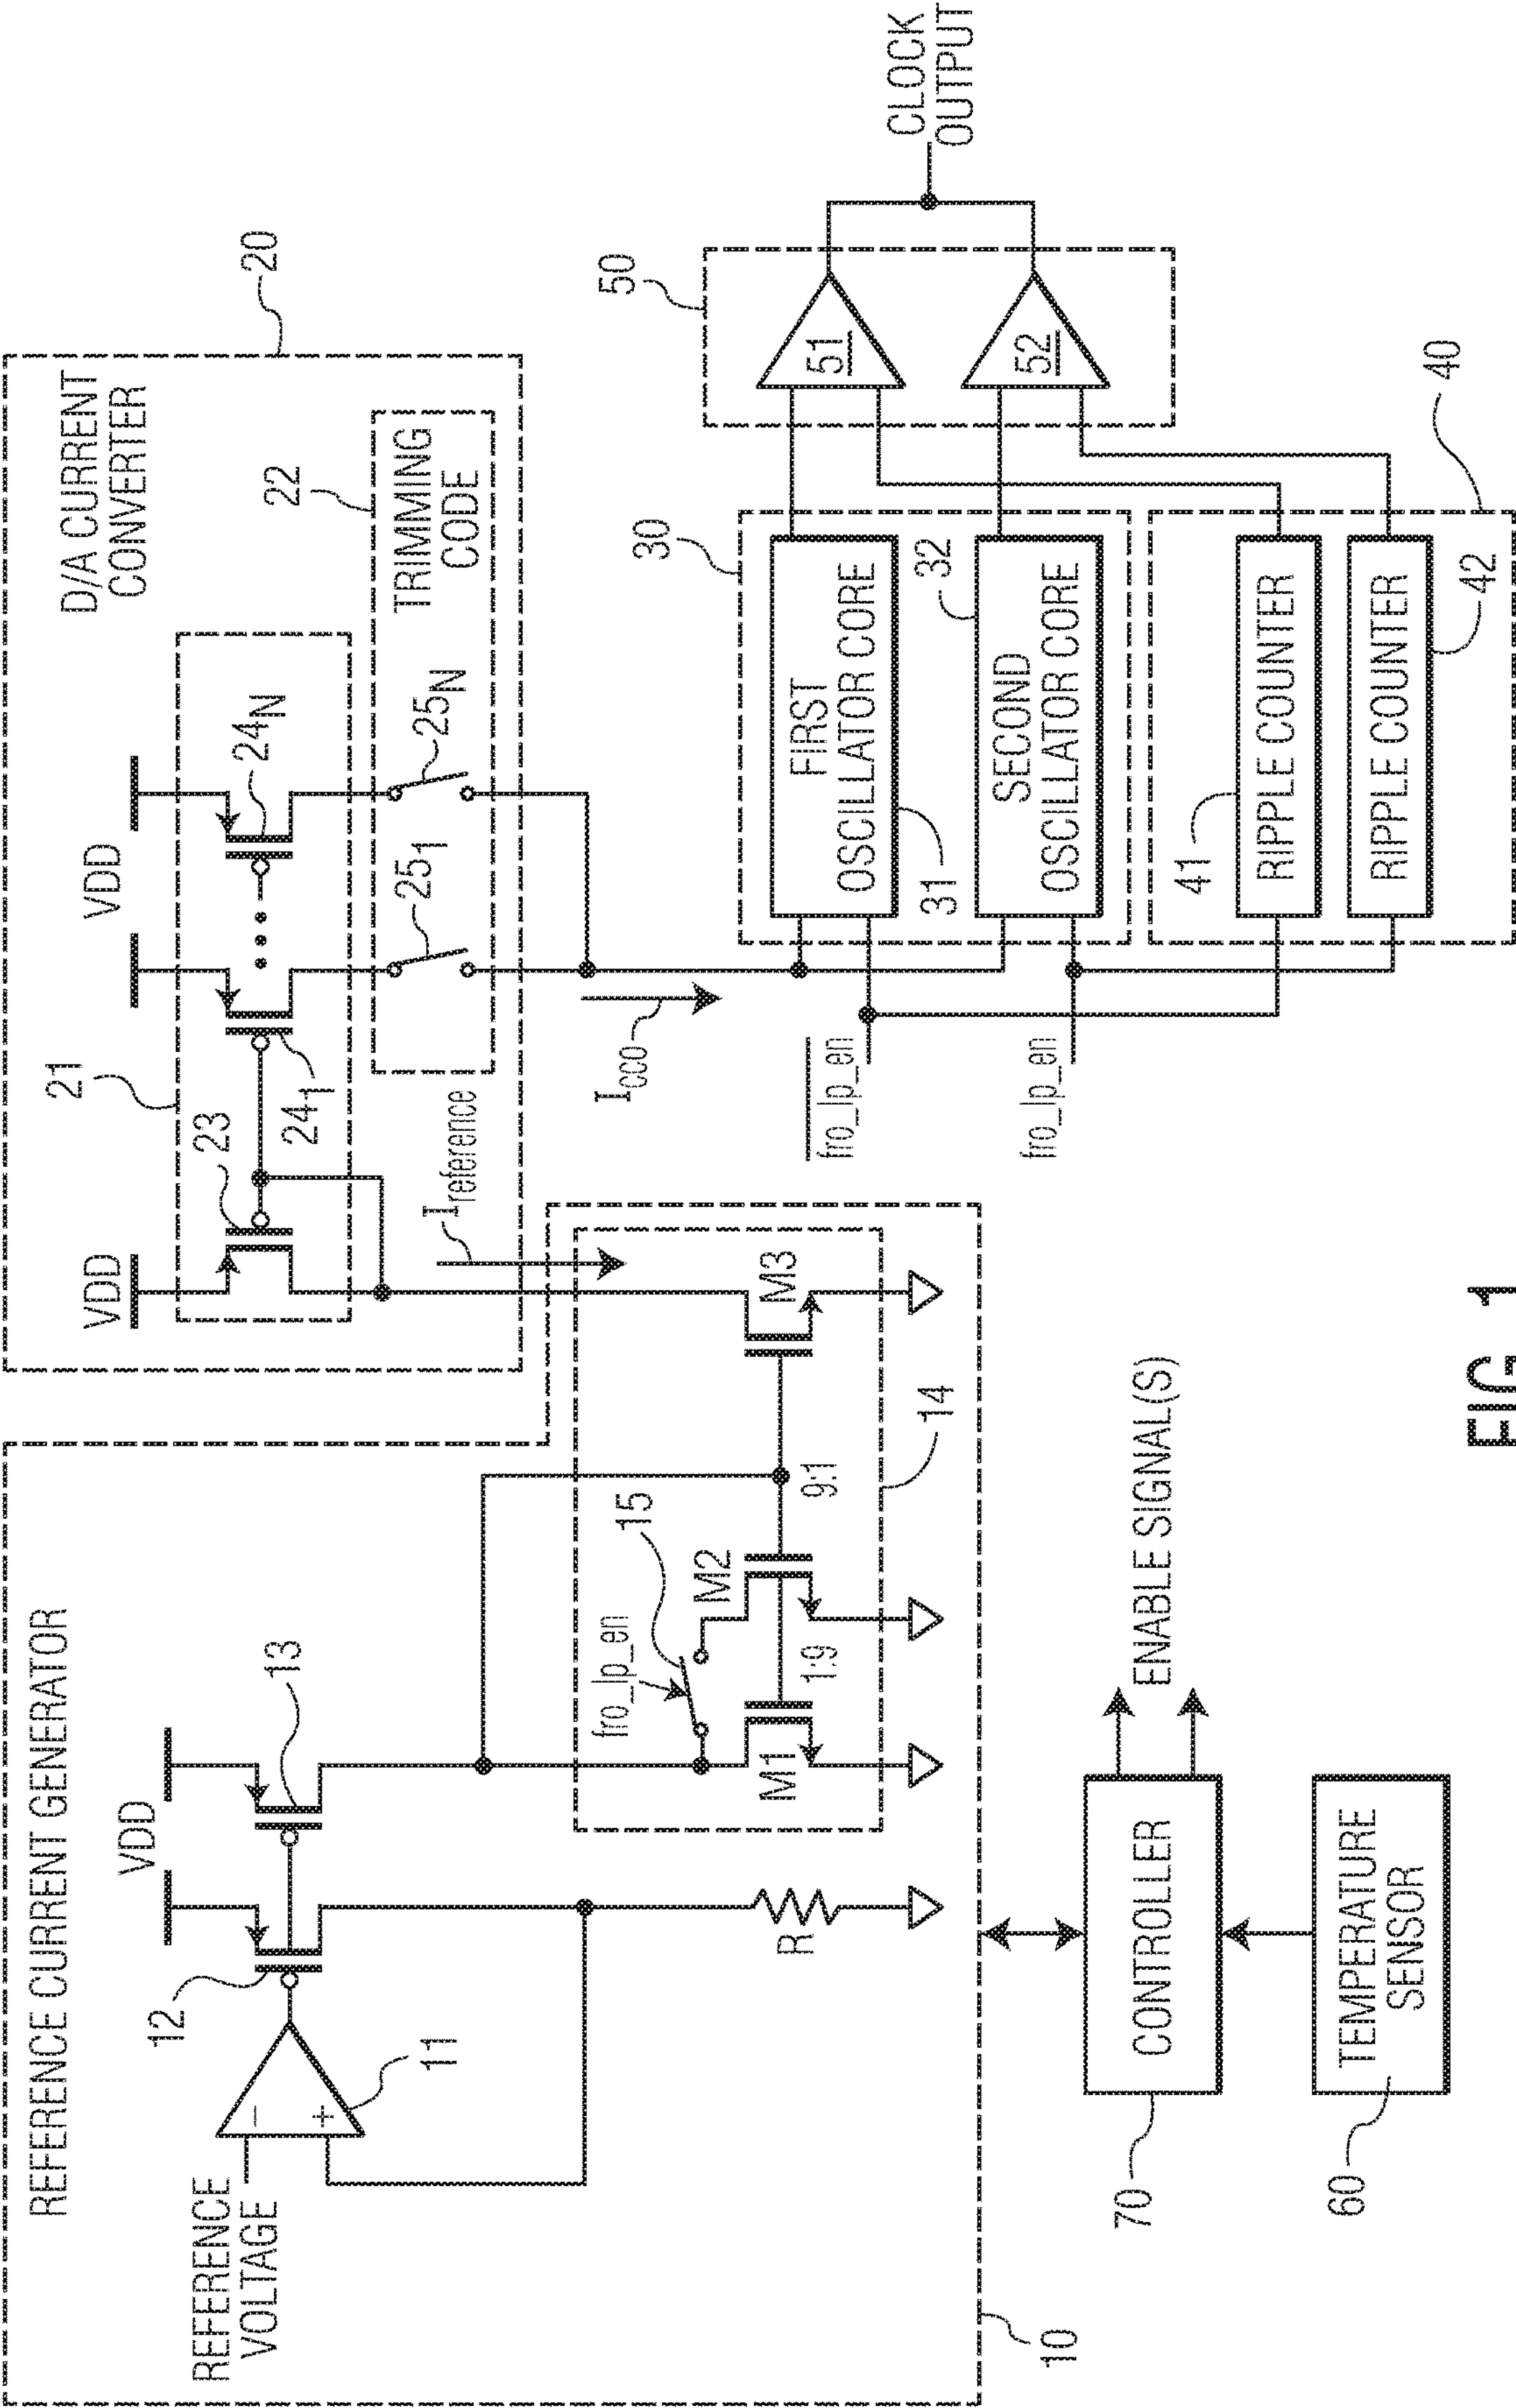 REFERENCE CURRENT GENERATOR
REFERENCE
VOLTAGE
−
+
11
12
VDD
13
R
fro_lp_en
15
M1
1:9
M2
9:1
M3
14
10
D/A CURRENT
CONVERTER
20
21
VDD
23
24₁
VDD
24N
22
TRIMMING
CODE
25₁
25N
Ireference
Icco
fro_lp_en
fro_lp_en
30
FIRST
OSCILLATOR CORE
31
SECOND
OSCILLATOR CORE
32
40
RIPPLE COUNTER
41
RIPPLE COUNTER
42
50
51
52
CLOCK
OUTPUT
CONTROLLER
70
ENABLE SIGNAL(S)
TEMPERATURE
SENSOR
60
FIG. 1